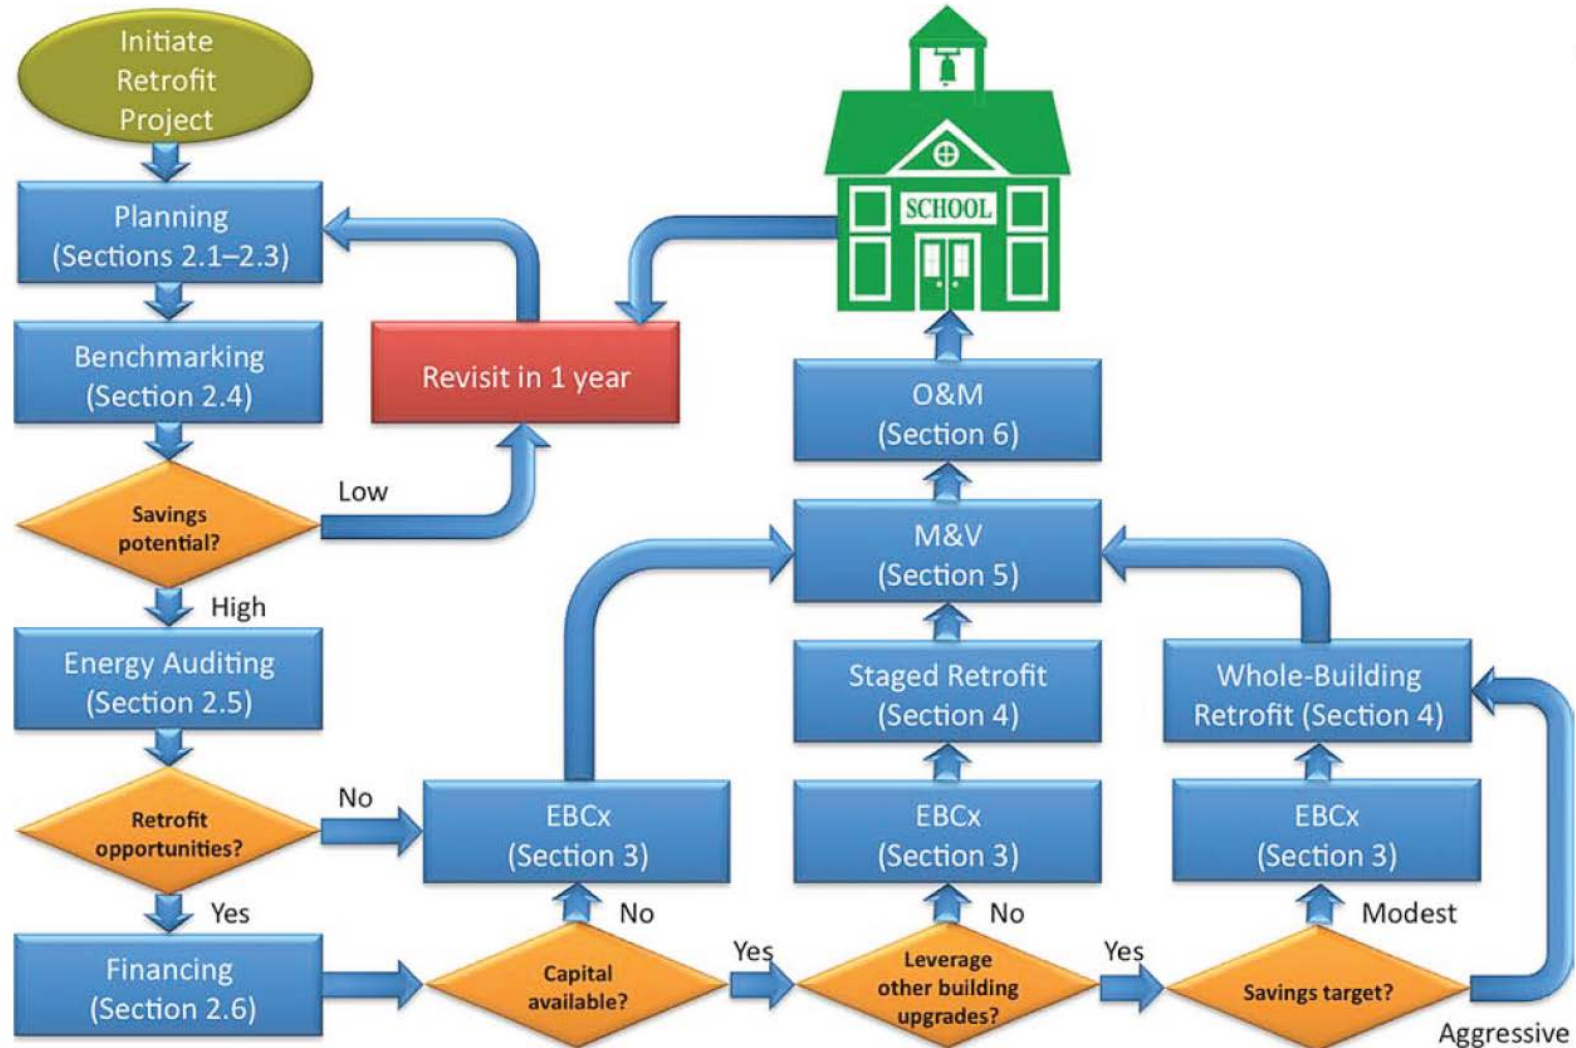 Initiate
Retrofit
Project
Planning
(Sections 2.1–2.3)
SCHOOL
Benchmarking
(Section 2.4)
Revisit in 1 year
O&M
(Section 6)
Low
Savings
potential?
M&V
(Section 5)
High
Energy Auditing
(Section 2.5)
Staged Retrofit
(Section 4)
Whole-Building
Retrofit (Section 4)
No
Retrofit
opportunities?
EBCx
(Section 3)
EBCx
(Section 3)
EBCx
(Section 3)
Yes
No
No
Modest
Financing
(Section 2.6)
Capital
available?
Yes
Leverage
other building
upgrades?
Yes
Savings target?
Aggressive